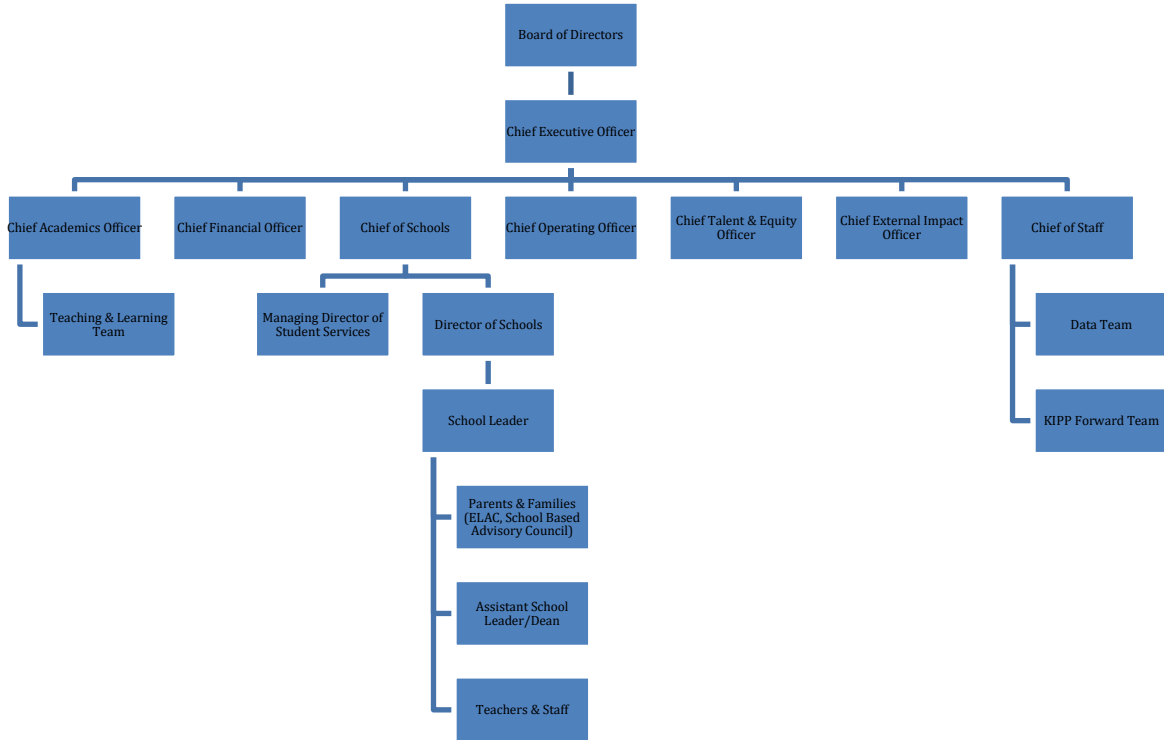 Board of Directors
Chief Executive Officer
Chief Academics Officer
Chief Financial Officer
Chief of Schools
Chief Operating Officer
Chief Talent & Equity
Officer
Chief External Impact
Officer
Chief of Staff
Teaching & Learning
Team
Managing Director of
Student Services
Director of Schools
Data Team
School Leader
KIPP Forward Team
Parents & Families
(ELAC, School Based
Advisory Council)
Assistant School
Leader/Dean
Teachers & Staff